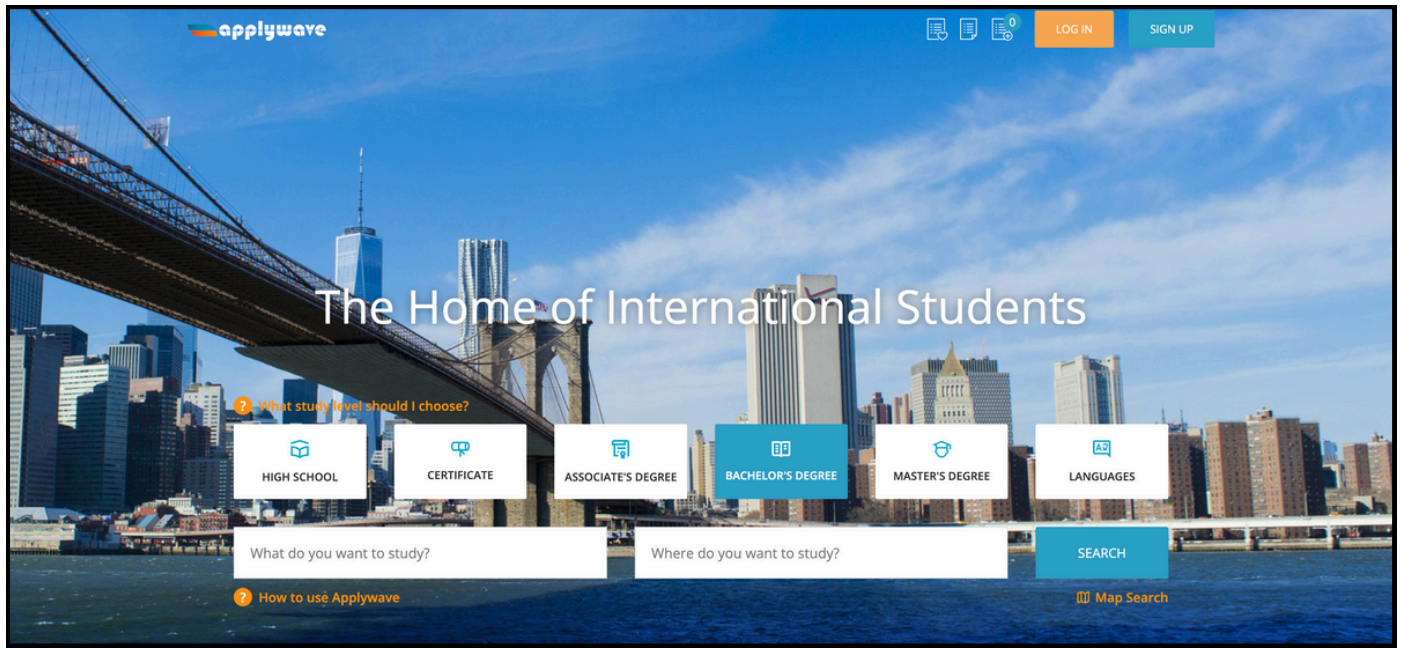 applywave
0
LOG IN
SIGN UP
The Home of International Students
? What study level should I choose?
HIGH SCHOOL
CERTIFICATE
ASSOCIATE'S DEGREE
BACHELOR'S DEGREE
MASTER'S DEGREE
LANGUAGES
What do you want to study?
Where do you want to study?
SEARCH
? How to use Applywave
Map Search